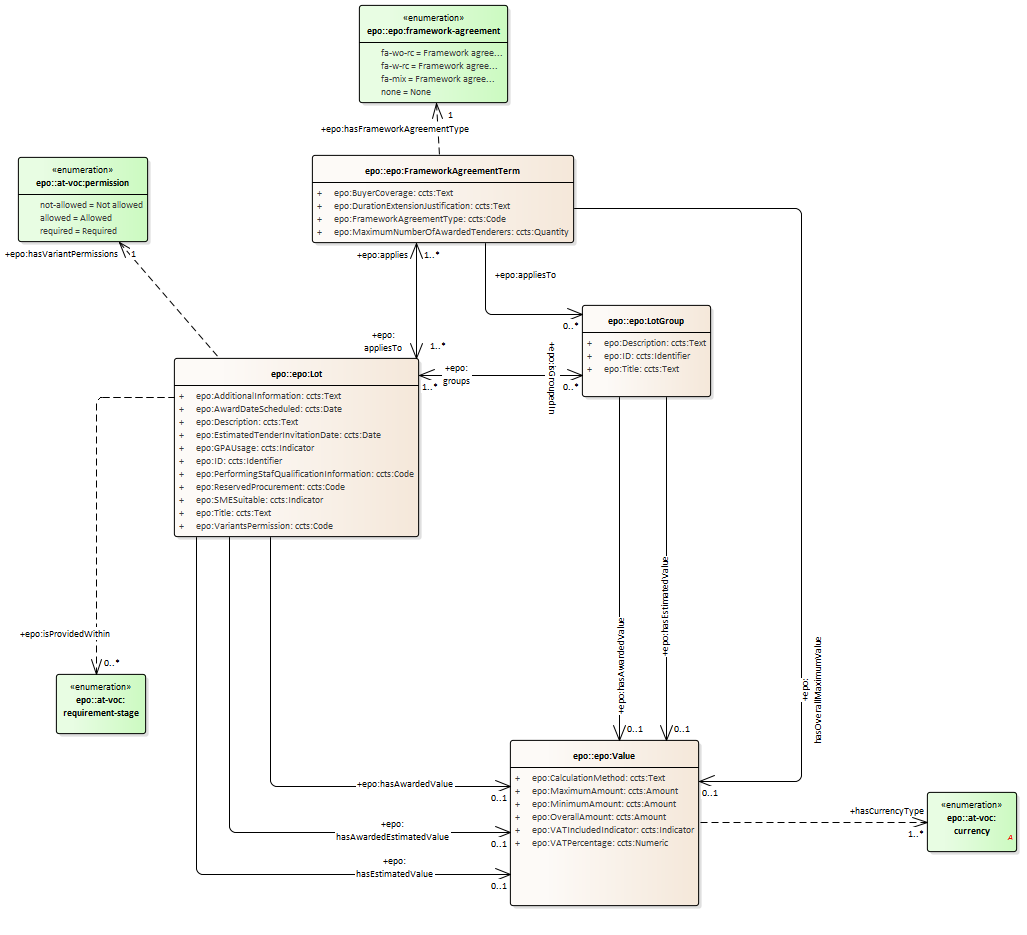 «enumeration»
epo::epo:framework-agreement
fa-wo-rc = Framework agree...
fa-w-rc = Framework agree...
fa-mix = Framework agree...
none = None
1
+epo:hasFrameworkAgreementType
«enumeration»
epo::at-voc:permission
not-allowed = Not allowed
allowed = Allowed
required = Required
+epo:hasVariantPermissions
1
epo::epo:FrameworkAgreementTerm
+ epo:BuyerCoverage: ccts:Text
+ epo:DurationExtensionJustification: ccts:Text
+ epo:FrameworkAgreementType: ccts:Code
+ epo:MaximumNumberOfAwardedTenderers: ccts:Quantity
+epo:applies
1..*
+epo:appliesTo
0..*
+epo:
appliesTo
1..*
epo::epo:LotGroup
+ epo:Description: ccts:Text
+ epo:ID: ccts:Identifier
+ epo:Title: ccts:Text
+epo:
groups
1..*
+epo:isGroupedIn
0..*
epo::epo:Lot
+ epo:AdditionalInformation: ccts:Text
+ epo:AwardDateScheduled: ccts:Date
+ epo:Description: ccts:Text
+ epo:EstimatedTenderInvitationDate: ccts:Date
+ epo:GPAUsage: ccts:Indicator
+ epo:ID: ccts:Identifier
+ epo:PerformingStafQualificationInformation: ccts:Code
+ epo:ReservedProcurement: ccts:Code
+ epo:SMESuitable: ccts:Indicator
+ epo:Title: ccts:Text
+ epo:VariantsPermission: ccts:Code
+epo:isProvidedWithin
0..*
«enumeration»
epo::at-voc:
requirement-stage
+epo:hasAwardedValue
0..1
+epo:hasEstimatedValue
0..1
+epo:
hasOverallMaximumValue
0..1
+epo:hasAwardedValue
0..1
+epo:
hasAwardedEstimatedValue
0..1
+epo:
hasEstimatedValue
0..1
epo::epo:Value
+ epo:CalculationMethod: ccts:Text
+ epo:MaximumAmount: ccts:Amount
+ epo:MinimumAmount: ccts:Amount
+ epo:OverallAmount: ccts:Amount
+ epo:VATIncludedIndicator: ccts:Indicator
+ epo:VATPercentage: ccts:Numeric
+hasCurrencyType
1..*
«enumeration»
epo::at-voc:
currency
A